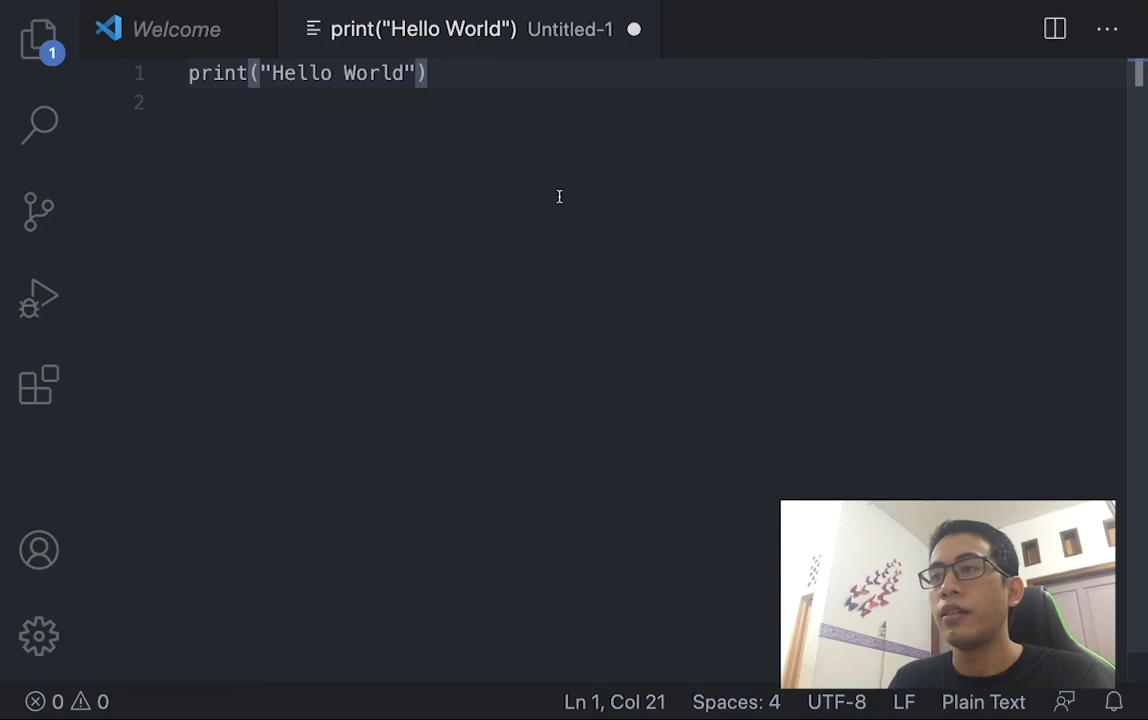 1
Welcome
print("Hello World") Untitled-1
1 print("Hello World")
2
0 0
Ln 1, Col 21 Spaces: 4 UTF-8 LF Plain Text